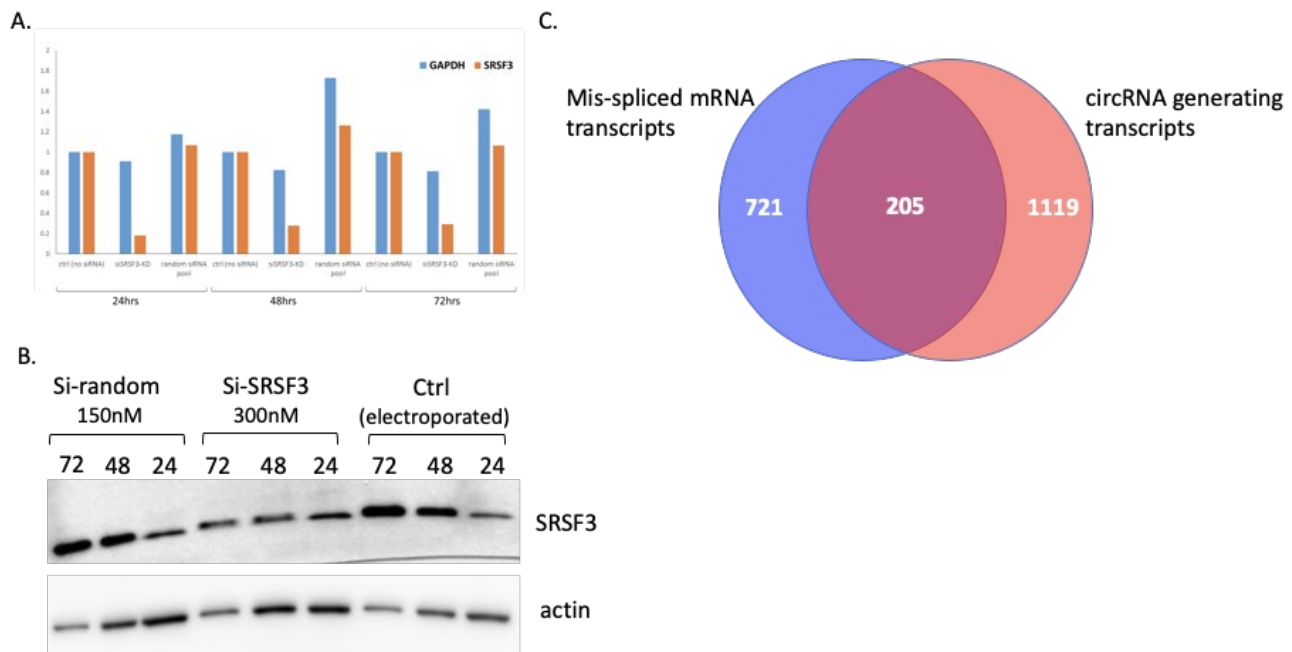 A.
2
1.8
1.6
1.4
1.2
1
0.8
0.6
0.4
0.2
0
GAPDH SRSF3
ctrl (no siRNA) siSRSF3-KD random siRNA pool ctrl (no siRNA) siSRSF3-KD random siRNA pool ctrl (no siRNA) siSRSF3-KD random siRNA pool
24hrs 48hrs 72hrs
B.
Si-random Si-SRSF3 Ctrl
150nM 300nM (electroporated)
72 48 24 72 48 24 72 48 24
SRSF3
actin
C.
Mis-spliced mRNA
transcripts
circRNA generating
transcripts
721 205 1119